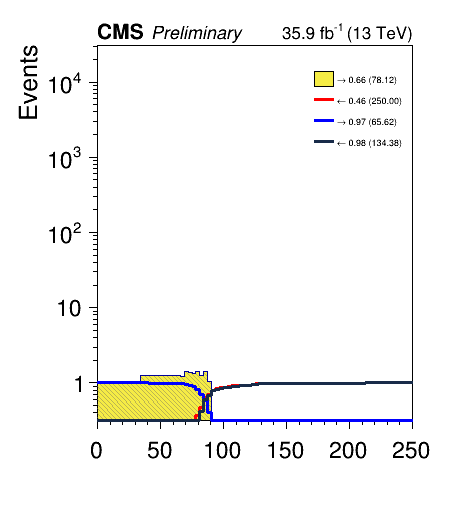 CMS Preliminary 35.9 fb⁻¹ (13 TeV)
Events
10⁴
10³
10²
10
1
→ 0.66 (78.12)
← 0.46 (250.00)
→ 0.97 (65.62)
← 0.98 (134.38)
0 50 100 150 200 250